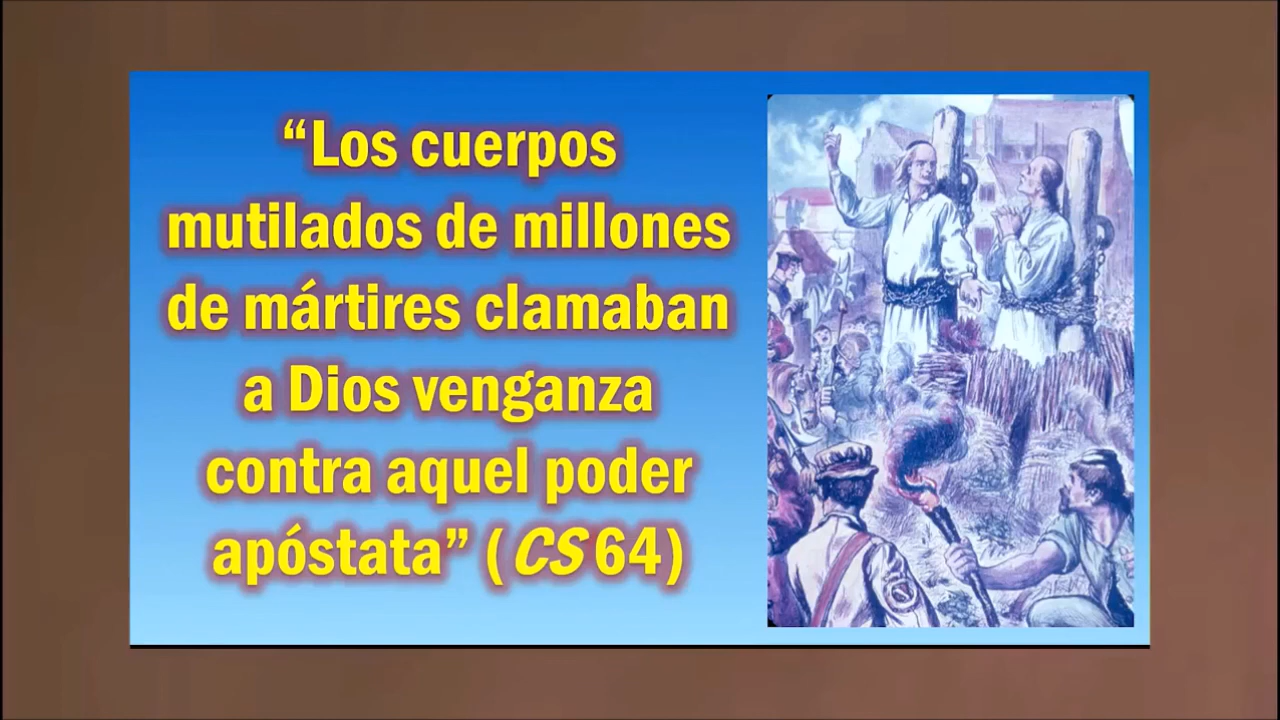 “Los cuerpos
mutilados de millones
de mártires clamaban
a Dios venganza
contra aquel poder
apóstata” (CS 64)